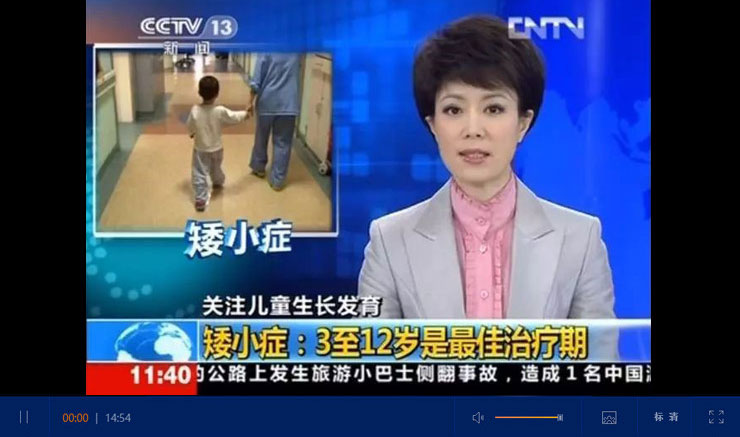 CCTV 13
新闻
CNTV
矮小症
关注儿童生长发育
矮小症：3至12岁是最佳治疗期
11:40
的公路上发生旅游小巴士侧翻事故，造成1名中国
00:00 | 14:54
标清